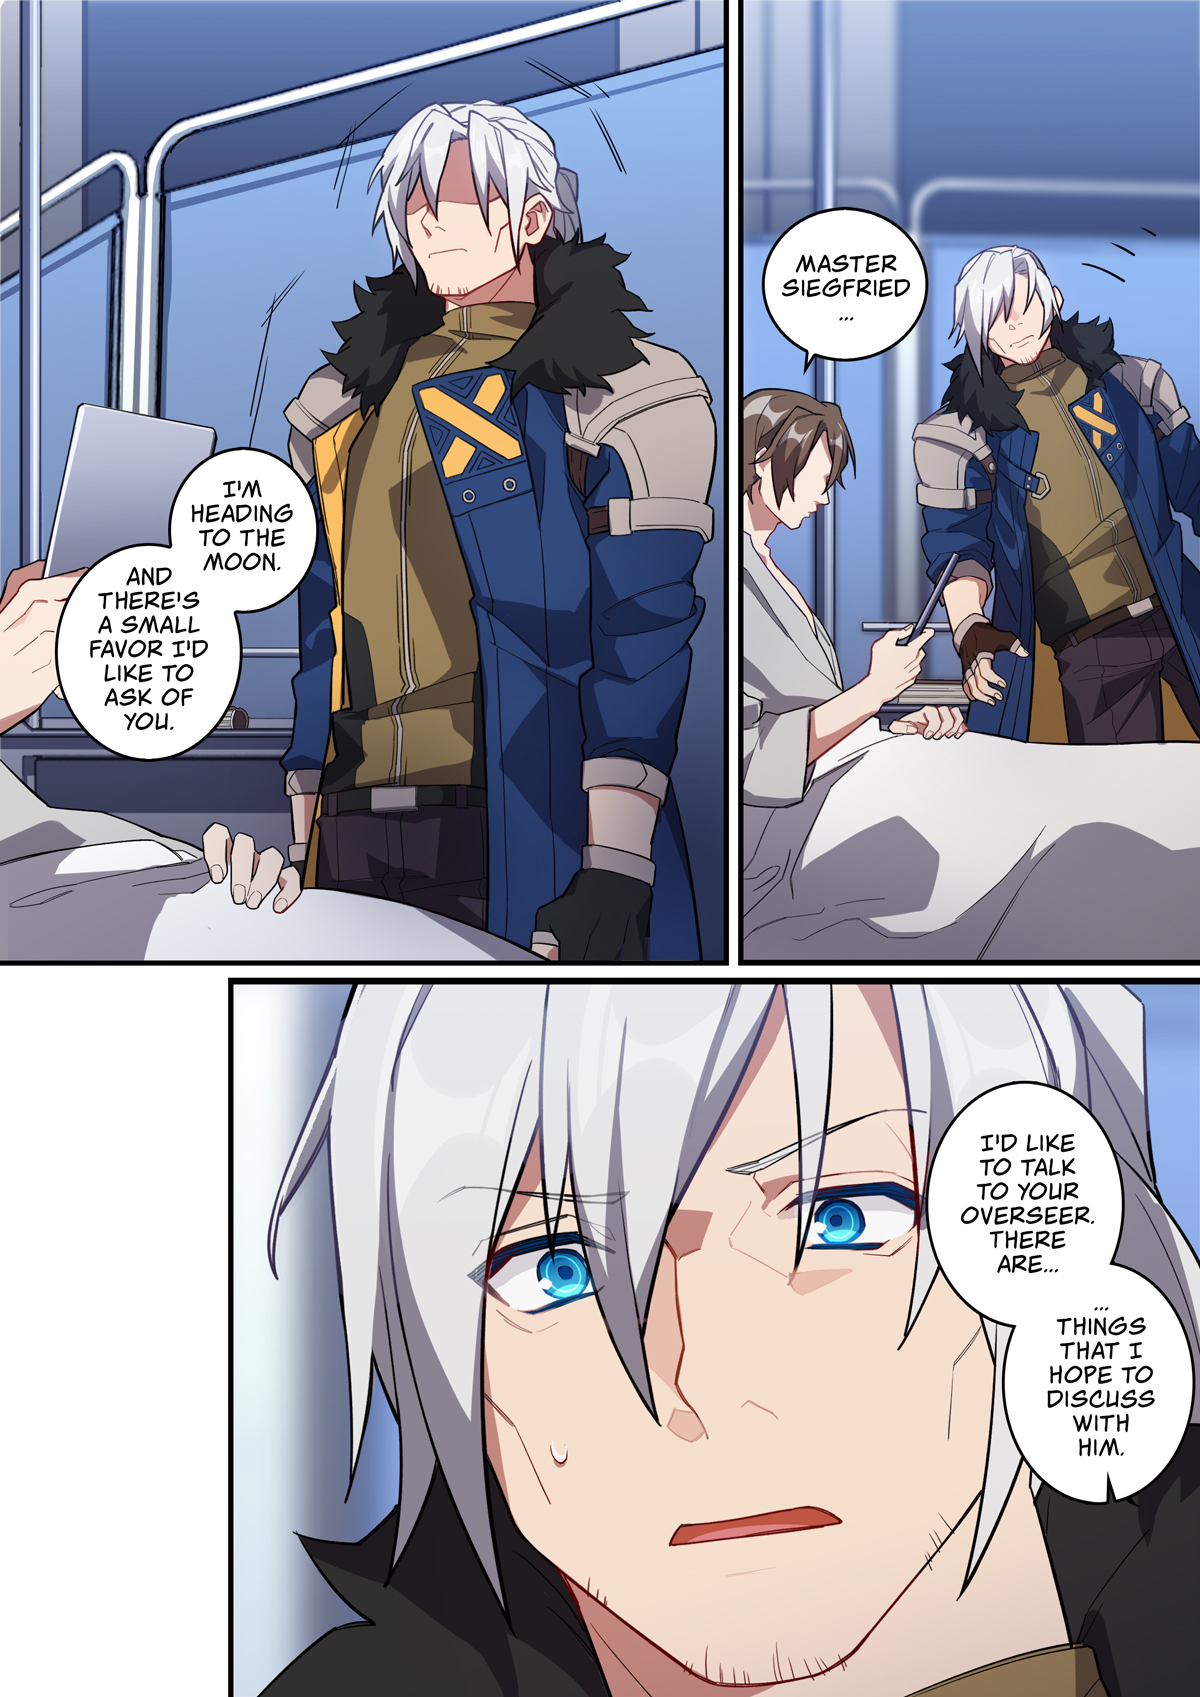 MASTER
SIEGFRIED
...
I'M
HEADING
TO THE
MOON.
AND
THERE'S
A SMALL
FAVOR I'D
LIKE TO
ASK OF
YOU.
I'D LIKE
TO TALK
TO YOUR
OVERSEER.
THERE
ARE...
...
THINGS
THAT I
HOPE TO
DISCUSS
WITH
HIM.